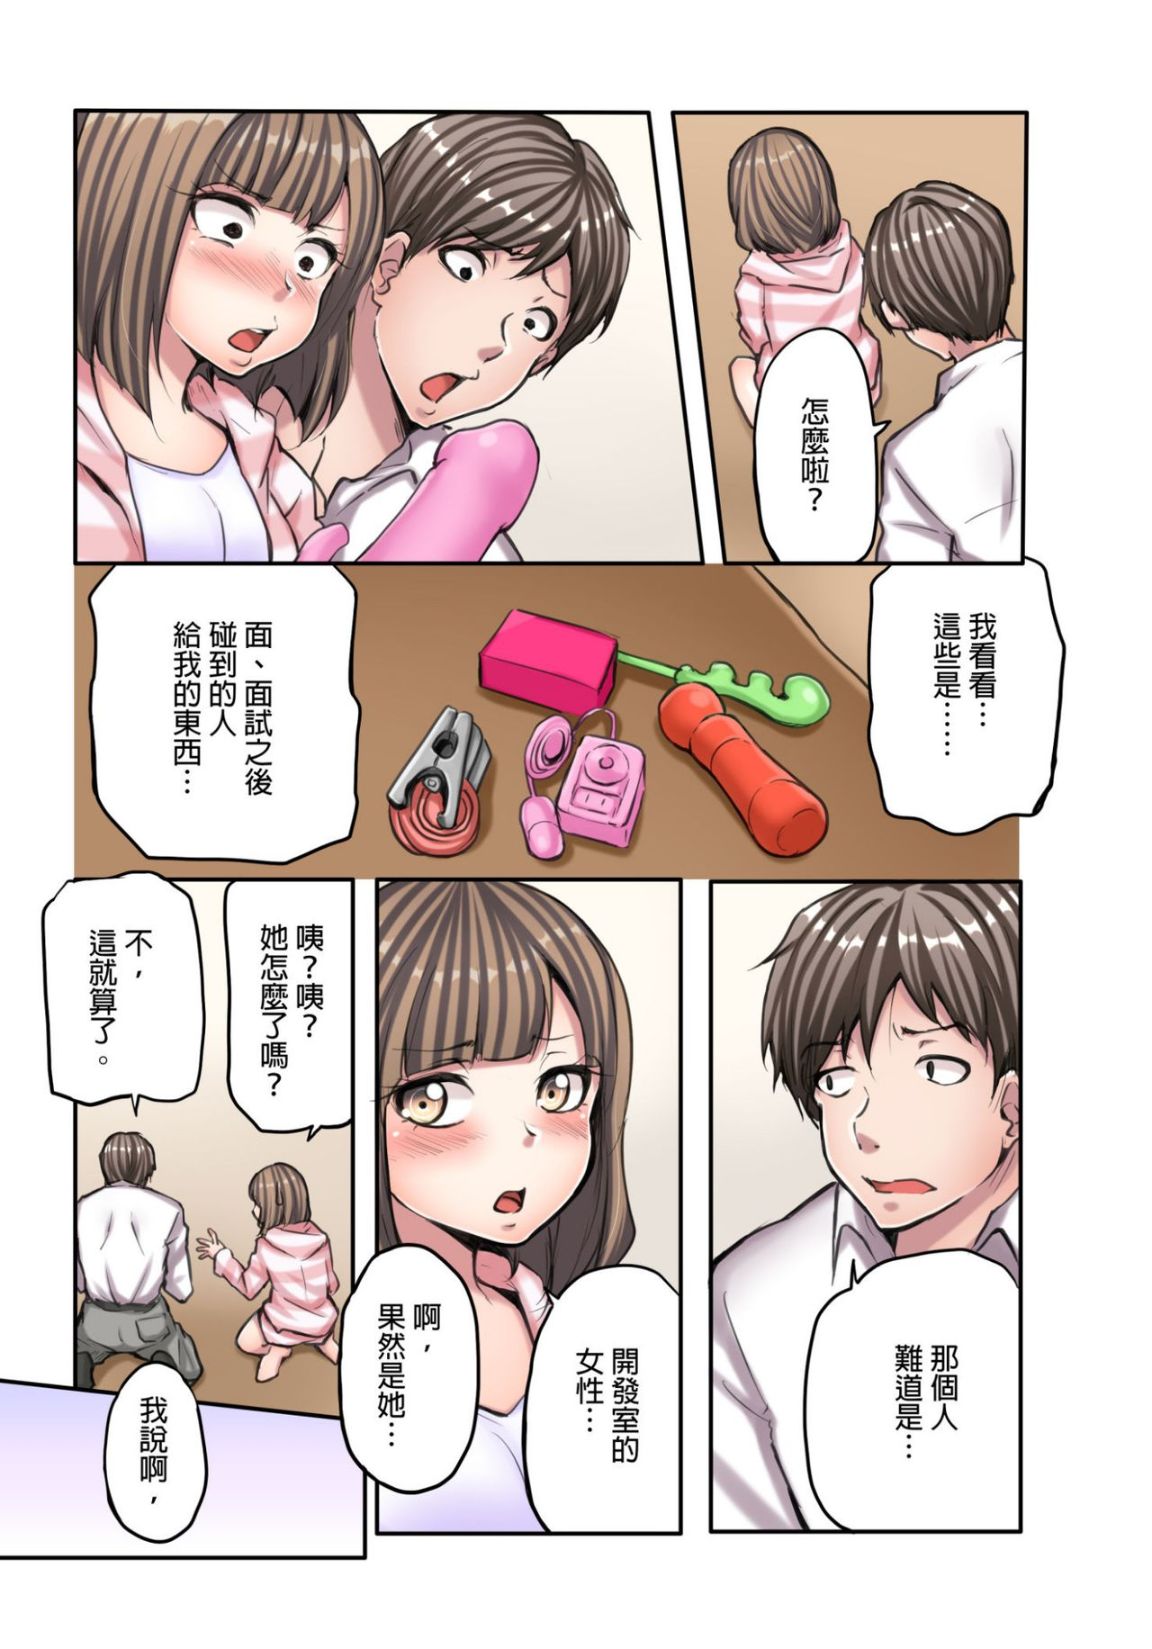 怎麼啦？
我看看…
這些是……
面、面試之後
碰到的人
給我的東西…
那個人
難道是…
開發室的
女性…
啊，
果然是她…
咦？咦？
她怎麼了嗎？
不，
這就算了。
我說啊，